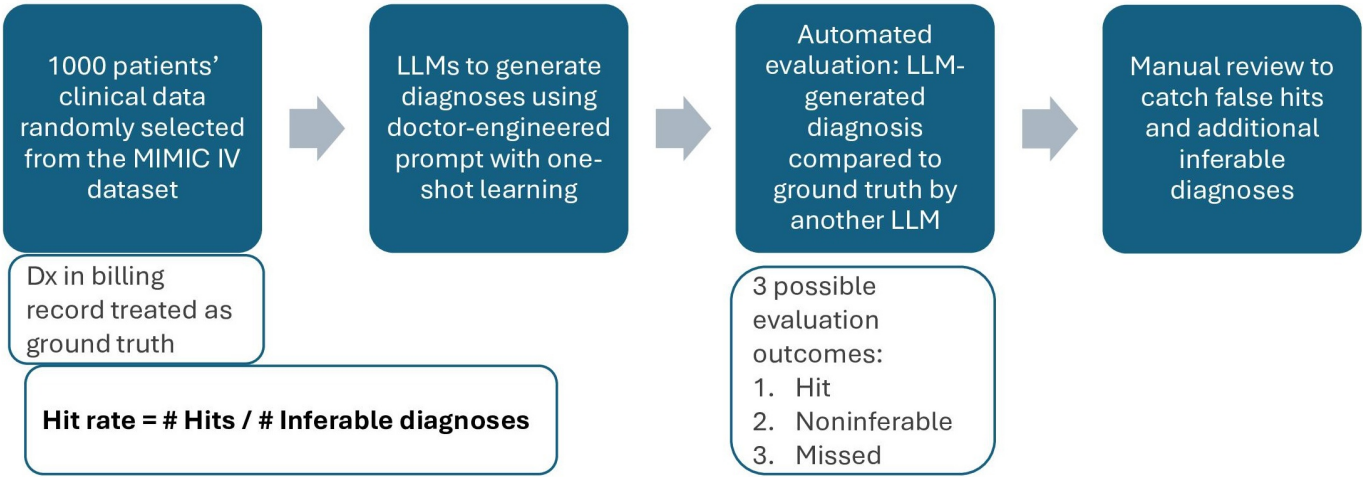 1000 patients’
clinical data
randomly selected
from the MIMIC IV
dataset
Dx in billing
record treated as
ground truth
Hit rate = # Hits / # Inferable diagnoses
LLMs to generate
diagnoses using
doctor-engineered
prompt with one-
shot learning
Automated
evaluation: LLM-
generated
diagnosis
compared to
ground truth by
another LLM
3 possible
evaluation
outcomes:
1. Hit
2. Noninferable
3. Missed
Manual review to
catch false hits
and additional
inferable
diagnoses